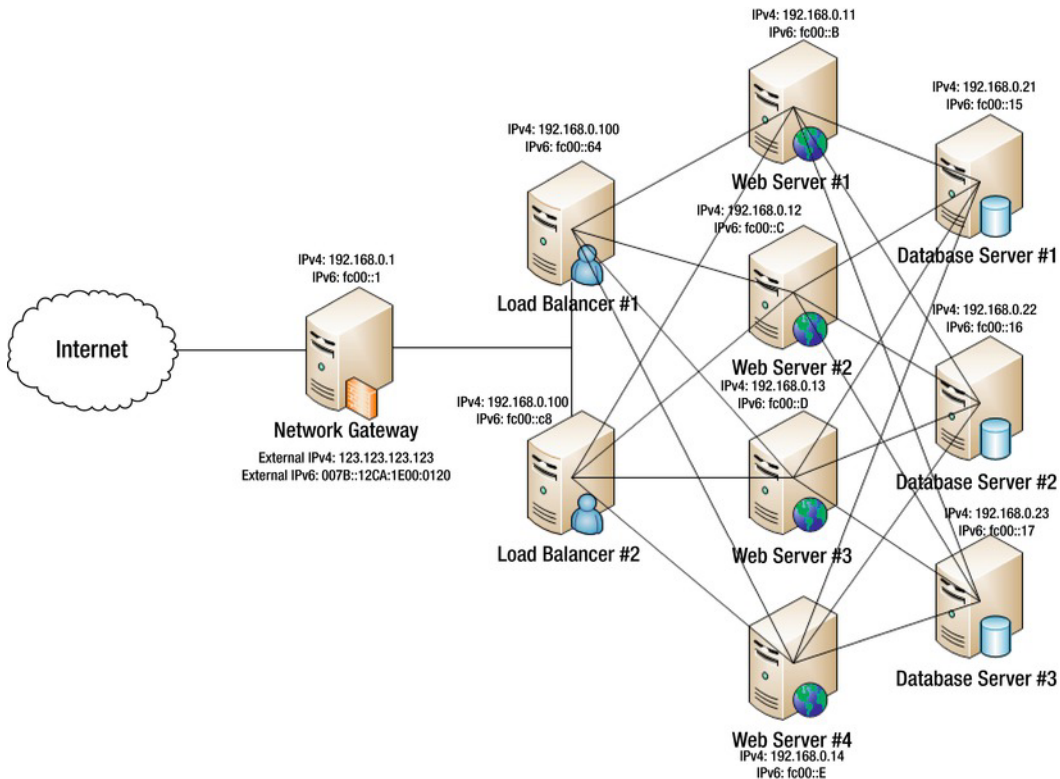 Internet
IPv4: 192.168.0.1
IPv6: fc00::1
Network Gateway
External IPv4: 123.123.123.123
External IPv6: 007B::12CA:1E00:0120
IPv4: 192.168.0.100
IPv6: fc00::64
Load Balancer #1
IPv4: 192.168.0.100
IPv6: fc00::c8
Load Balancer #2
IPv4: 192.168.0.11
IPv6: fc00::B
Web Server #1
IPv4: 192.168.0.12
IPv6: fc00::C
Web Server #2
IPv4: 192.168.0.13
IPv6: fc00::D
Web Server #3
Web Server #4
IPv4: 192.168.0.14
IPv6: fc00::E
IPv4: 192.168.0.21
IPv6: fc00::15
Database Server #1
IPv4: 192.168.0.22
IPv6: fc00::16
Database Server #2
IPv4: 192.168.0.23
IPv6: fc00::17
Database Server #3